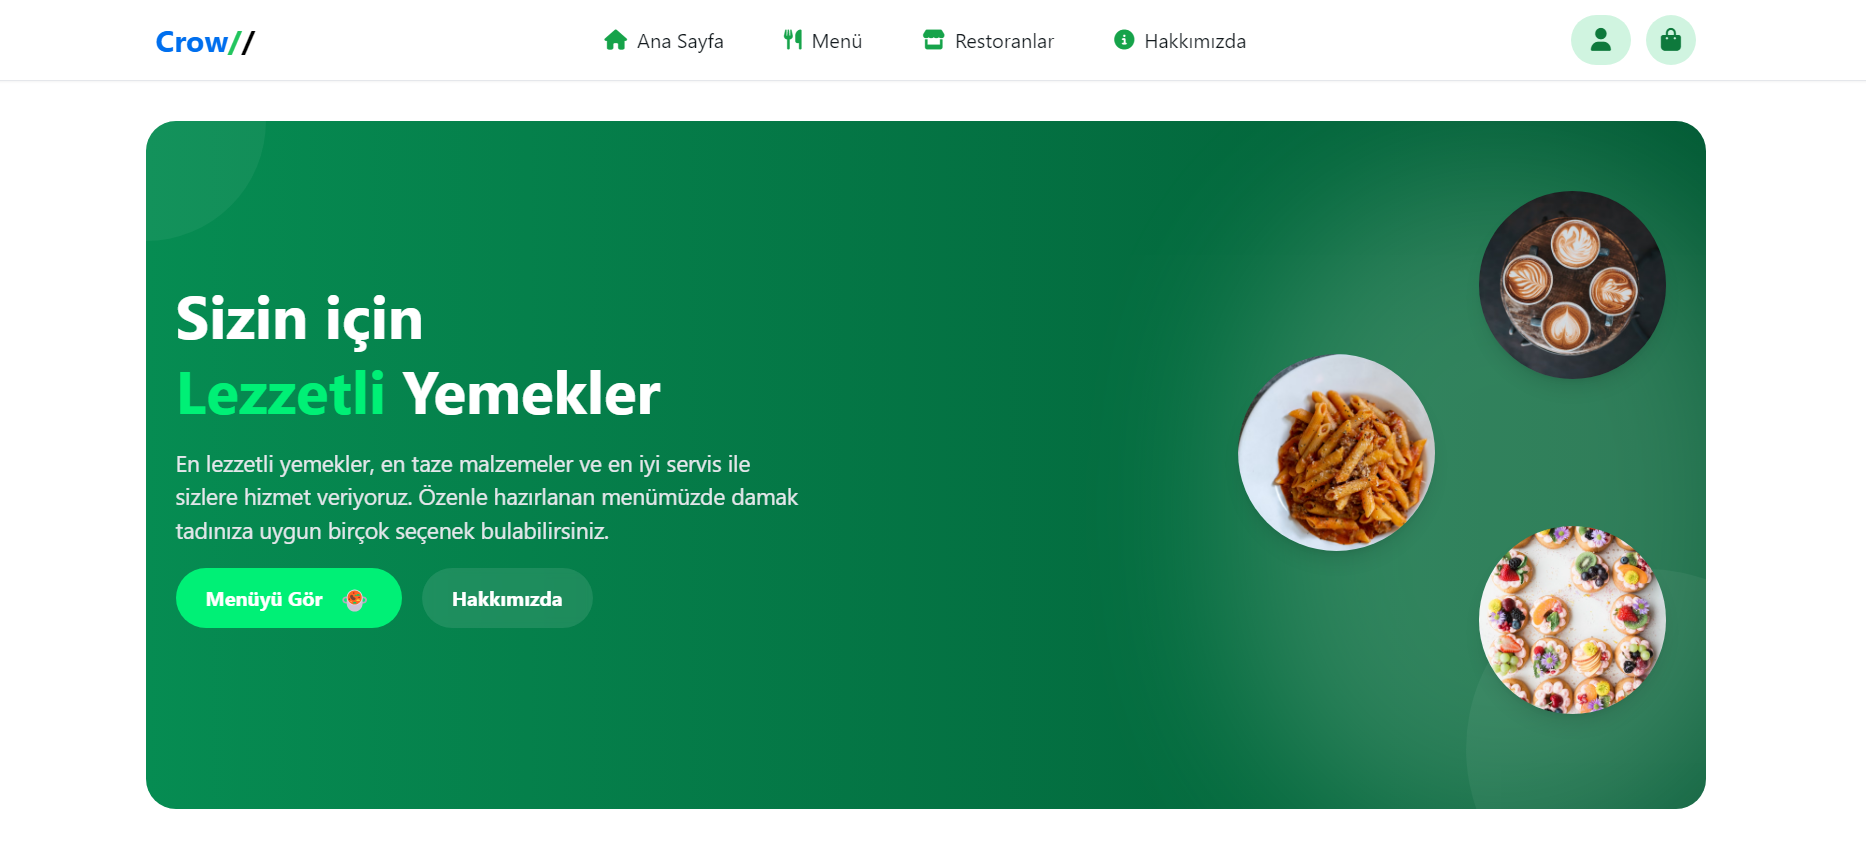 Crow//
Ana Sayfa
Menü
Restoranlar
Hakkımızda
Sizin için
Lezzetli Yemekler
En lezzetli yemekler, en taze malzemeler ve en iyi servis ile
sizlere hizmet veriyoruz. Özenle hazırlanan menümüzde damak
tadınıza uygun birçok seçenek bulabilirsiniz.
Menüyü Gör
Hakkımızda